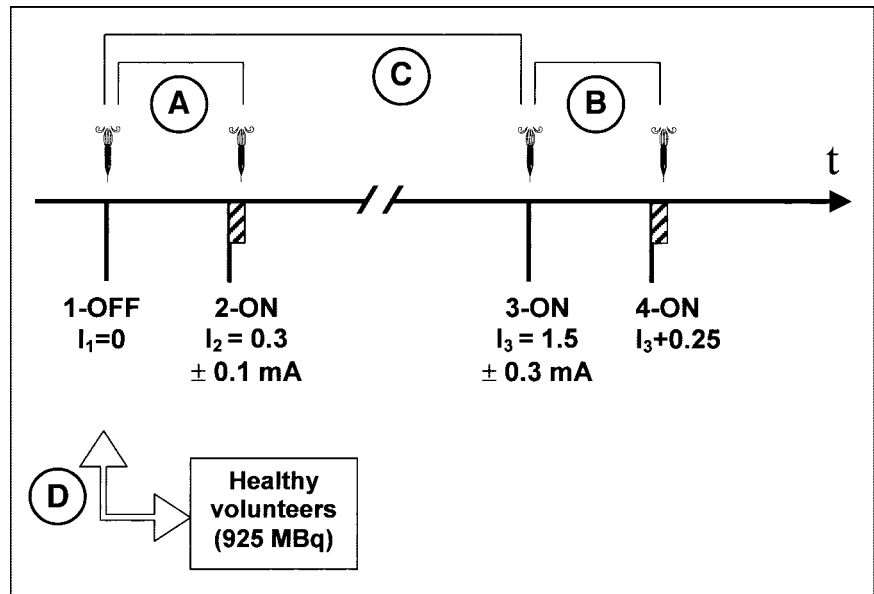 C
A
B
t
1-OFF
I₁=0
2-ON
I₂ = 0.3
± 0.1 mA
3-ON
I₃ = 1.5
± 0.3 mA
4-ON
I₃+0.25
D
Healthy
volunteers
(925 MBq)